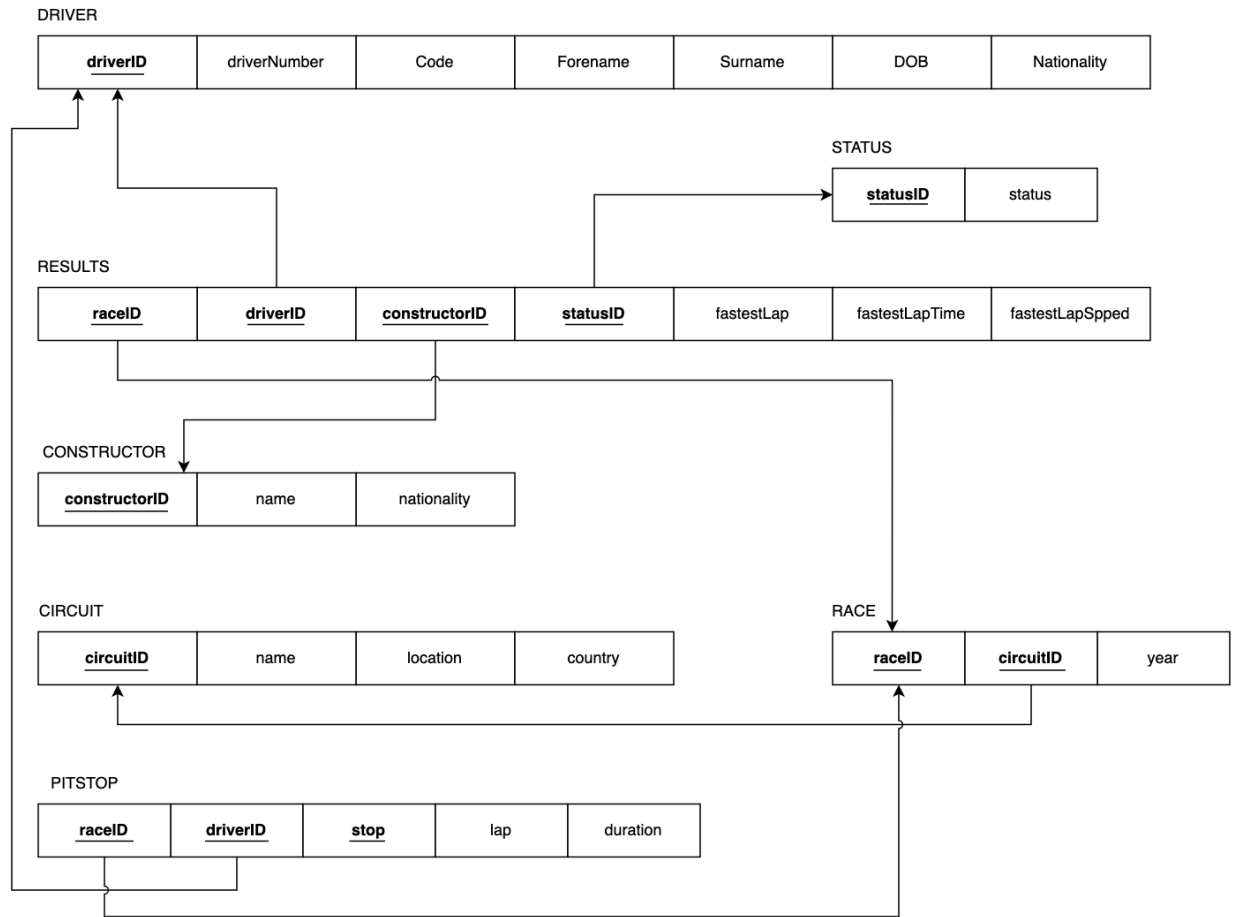 DRIVER
driverID driverNumber Code Forename Surname DOB Nationality
STATUS
statusID status
RESULTS
raceID driverID constructorID statusID fastestLap fastestLapTime fastestLapSpped
CONSTRUCTOR
constructorID name nationality
CIRCUIT
circuitID name location country
RACE
raceID circuitID year
PITSTOP
raceID driverID stop lap duration